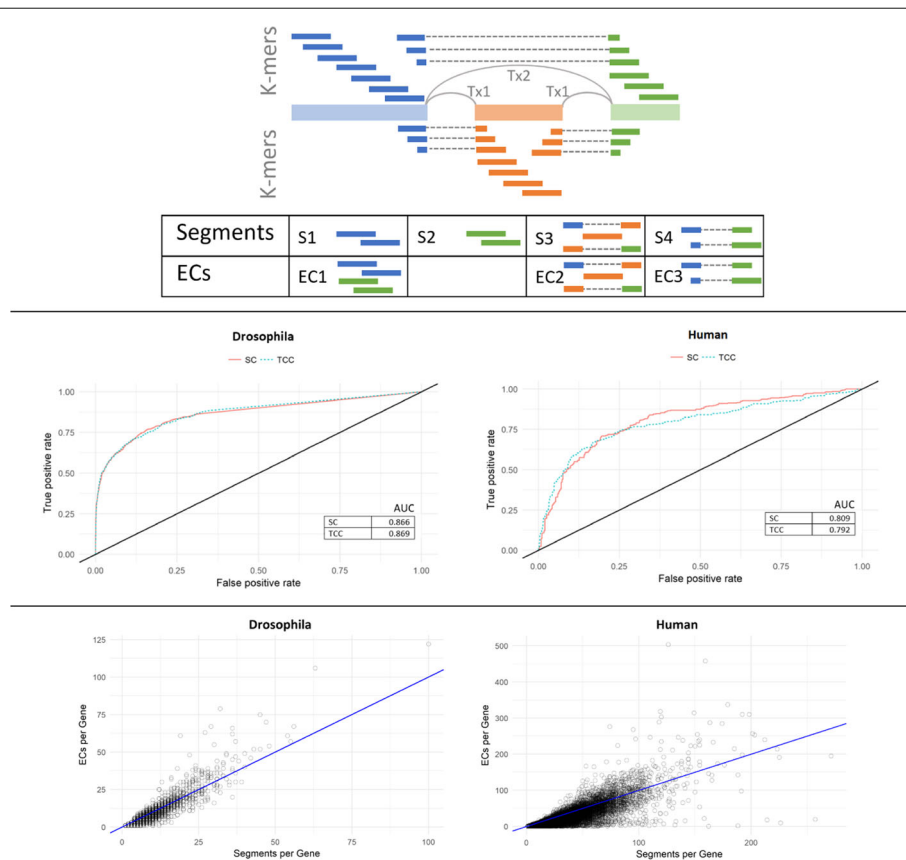 K-mers
Tx2
Tx1 Tx1
K-mers
Segments S1 S2 S3 S4
ECs EC1 EC2 EC3
Drosophila
SC TCC
True positive rate
1.00
0.75
0.50
0.25
0.00
AUC
SC 0.866
TCC 0.869
0.00 0.25 0.50 0.75 1.00
False positive rate
Human
SC TCC
True positive rate
1.00
0.75
0.50
0.25
0.00
AUC
SC 0.809
TCC 0.792
0.00 0.25 0.50 0.75 1.00
False positive rate
Drosophila
ECs per Gene
125
100
75
50
25
0
0 25 50 75 100
Segments per Gene
Human
ECs per Gene
500
400
300
200
100
0
0 100 200
Segments per Gene